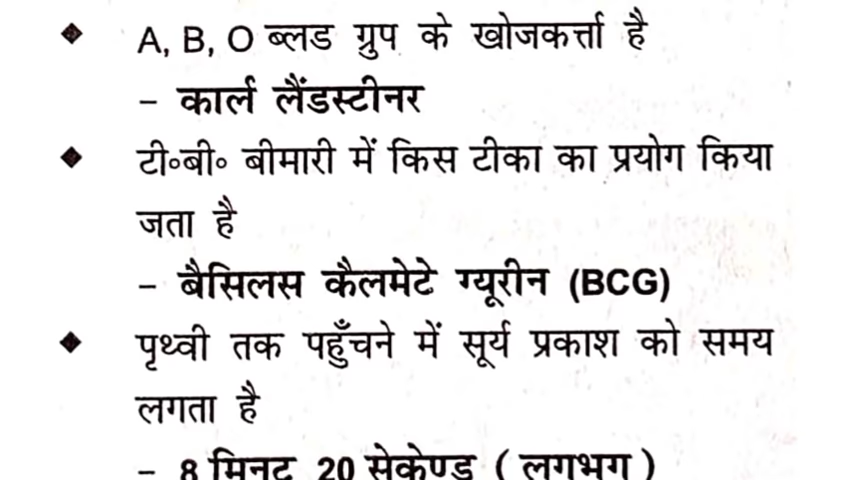 ◆ A, B, O ब्लड ग्रुप के खोजकर्त्ता है
– कार्ल लैंडस्टीनर
◆ टी॰बी॰ बीमारी में किस टीका का प्रयोग किया
जता है
– बैसिलस कैलमेटे ग्यूरीन (BCG)
◆ पृथ्वी तक पहुँचने में सूर्य प्रकाश को समय
लगता है
– 8 मिनट 20 सेकेण्ड ( लगभग )